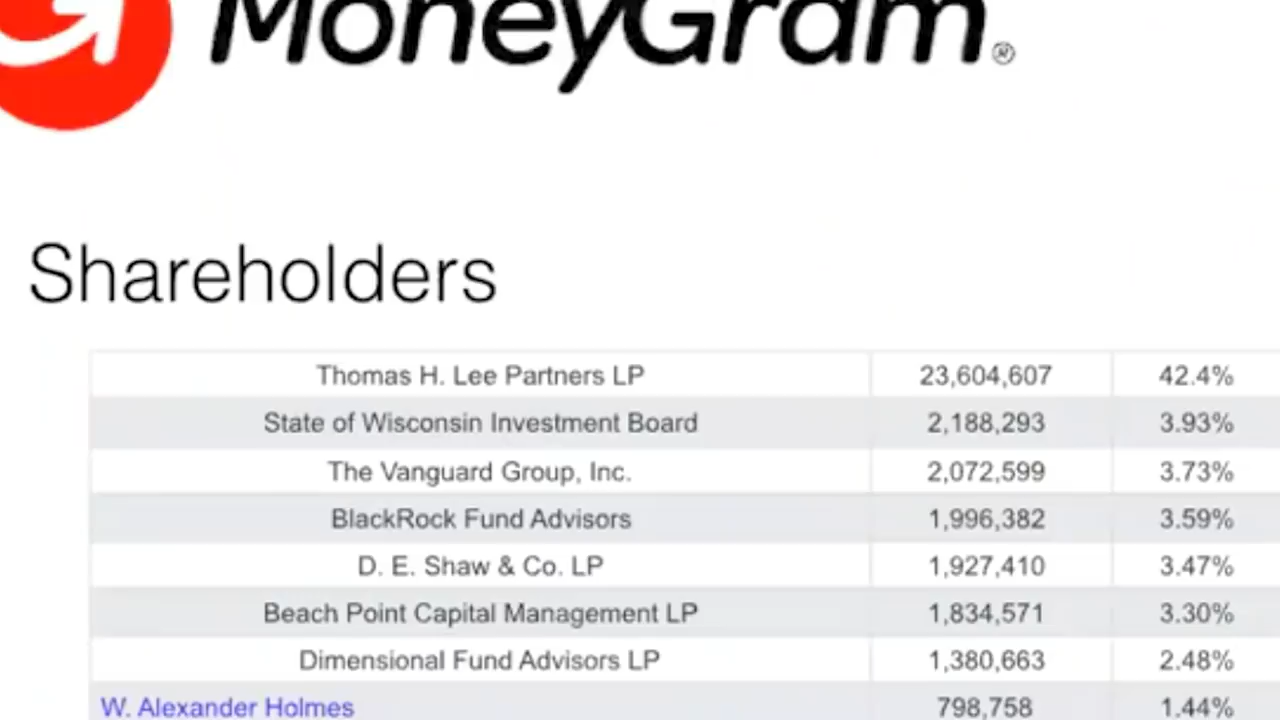 MoneyGram®
Shareholders
Thomas H. Lee Partners LP 23,604,607 42.4%
State of Wisconsin Investment Board 2,188,293 3.93%
The Vanguard Group, Inc. 2,072,599 3.73%
BlackRock Fund Advisors 1,996,382 3.59%
D. E. Shaw & Co. LP 1,927,410 3.47%
Beach Point Capital Management LP 1,834,571 3.30%
Dimensional Fund Advisors LP 1,380,663 2.48%
W. Alexander Holmes 798,758 1.44%